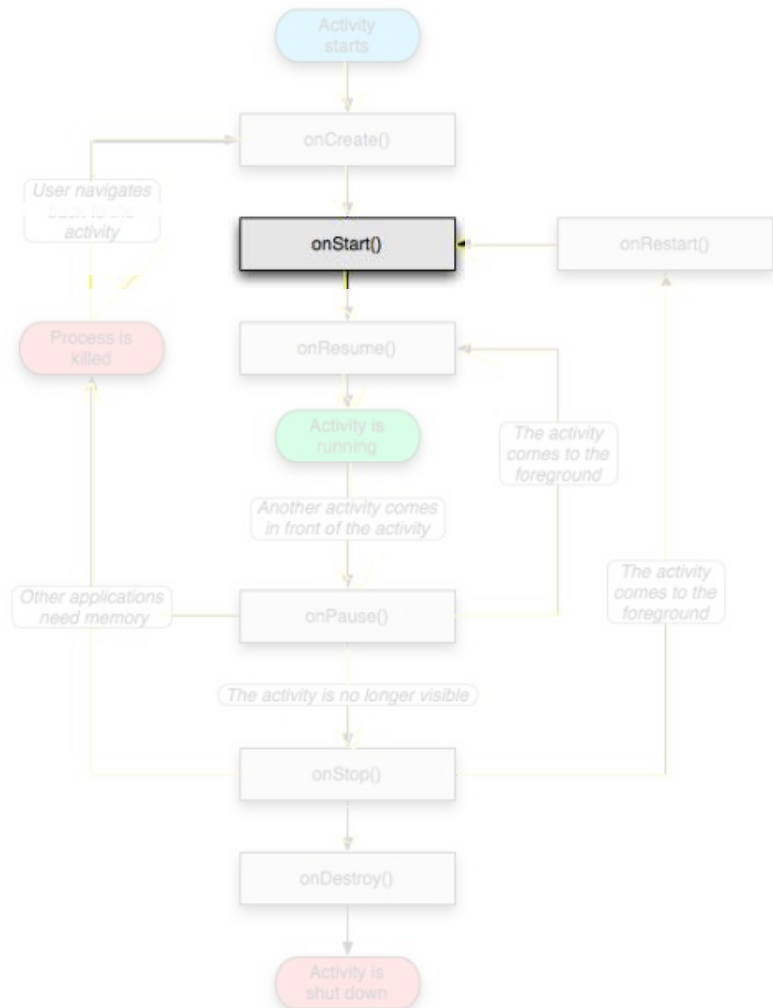 Activity
starts
onCreate()
User navigates
back to the
activity
onStart()
onRestart()
Process is
killed
onResume()
Activity is
running
The activity
comes to the
foreground
Another activity comes
in front of the activity
The activity
comes to the
foreground
Other applications
need memory
onPause()
The activity is no longer visible
onStop()
onDestroy()
Activity is
shut down